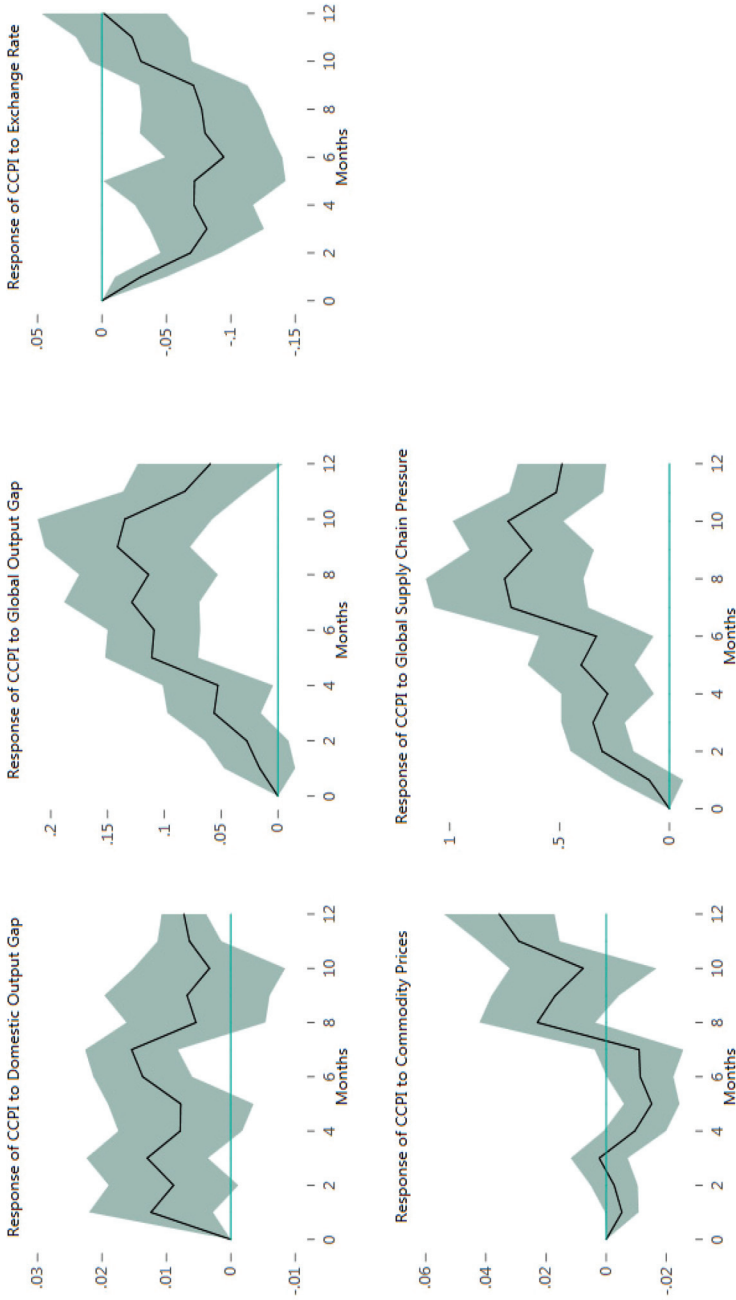 Response of CCPI to Domestic Output Gap
.03
.02
.01
0
-.01
0 2 4 6 8 10 12
Months
Response of CCPI to Global Output Gap
.2
.15
.1
.05
0
0 2 4 6 8 10 12
Months
Response of CCPI to Exchange Rate
.05
0
-.05
-.1
-.15
0 2 4 6 8 10 12
Months
Response of CCPI to Commodity Prices
.06
.04
.02
0
-.02
0 2 4 6 8 10 12
Months
Response of CCPI to Global Supply Chain Pressure
1
.5
0
0 2 4 6 8 10 12
Months